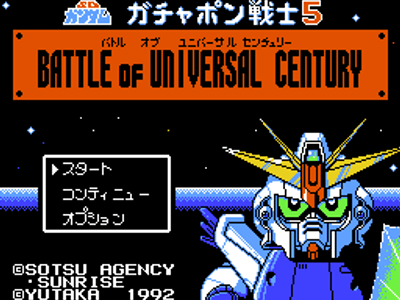 SDガンダム ガチャポン戦士5
バトル オブ ユニバーサル センチュリー
BATTLE OF UNIVERSAL CENTURY
スタート
コンティニュー
オプション
©SOTSU AGENCY
・SUNRISE
©YUTAKA 1992